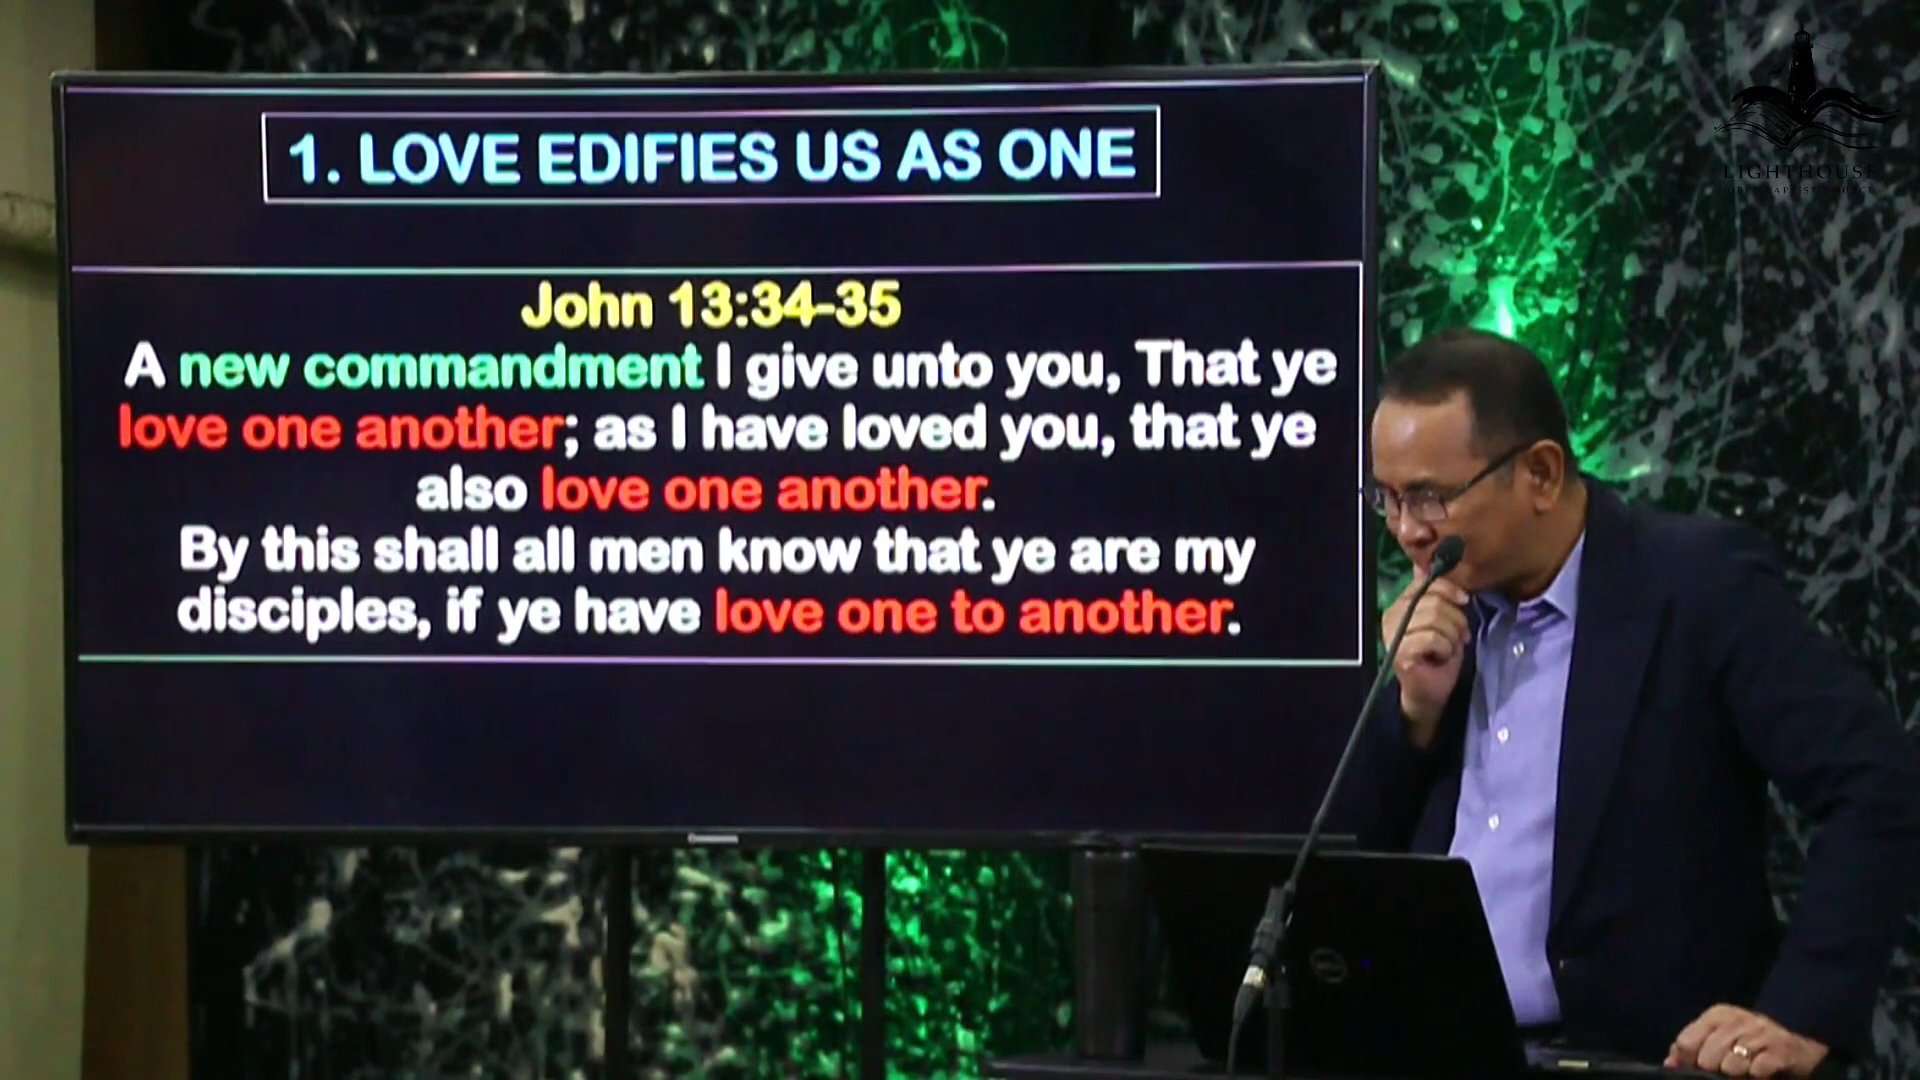 1. LOVE EDIFIES US AS ONE
John 13:34-35
A new commandment I give unto you, That ye
love one another; as I have loved you, that ye
also love one another.
By this shall all men know that ye are my
disciples, if ye have love one to another.
LIGHTHOUSE
DELL